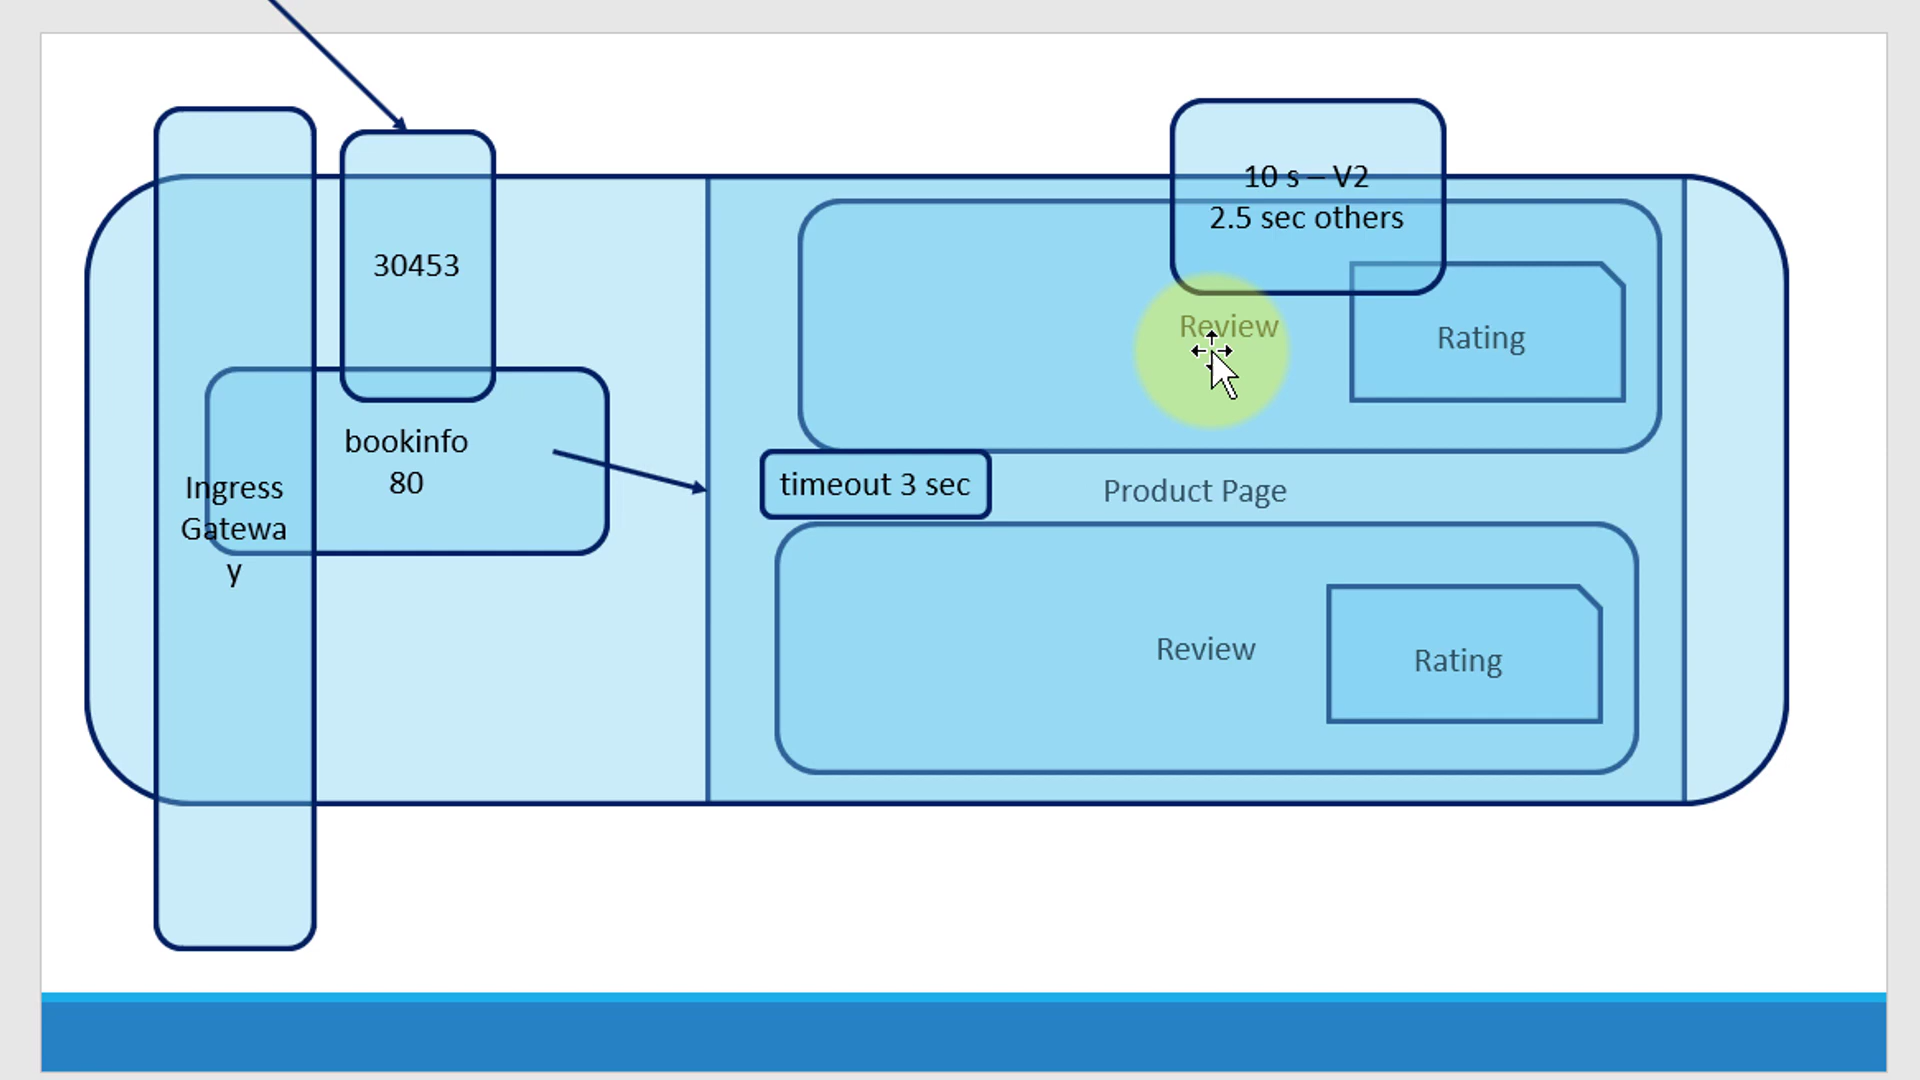 10 s – V2
2.5 sec others
30453
Review
Rating
bookinfo
80
Ingress
Gatewa
y
timeout 3 sec
Product Page
Review
Rating